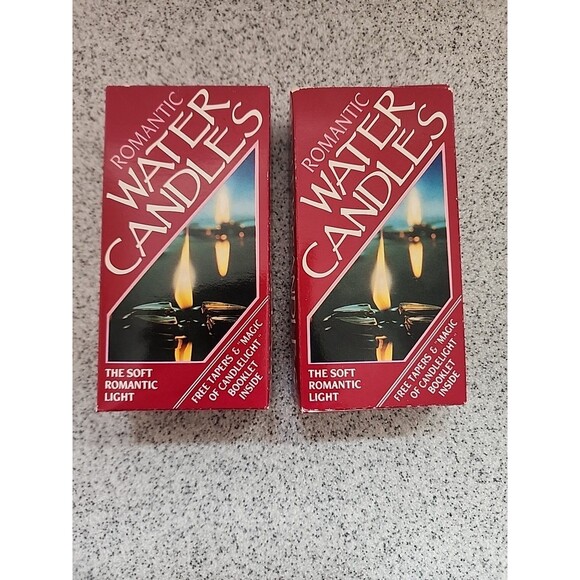 ROMANTIC
WATER
CANDLES
THE SOFT
ROMANTIC
LIGHT
FREE TAPERS & "MAGIC
OF CANDLELIGHT"
BOOKLET
INSIDE
ROMANTIC
WATER
CANDLES
THE SOFT
ROMANTIC
LIGHT
FREE TAPERS & "MAGIC
OF CANDLELIGHT"
BOOKLET
INSIDE